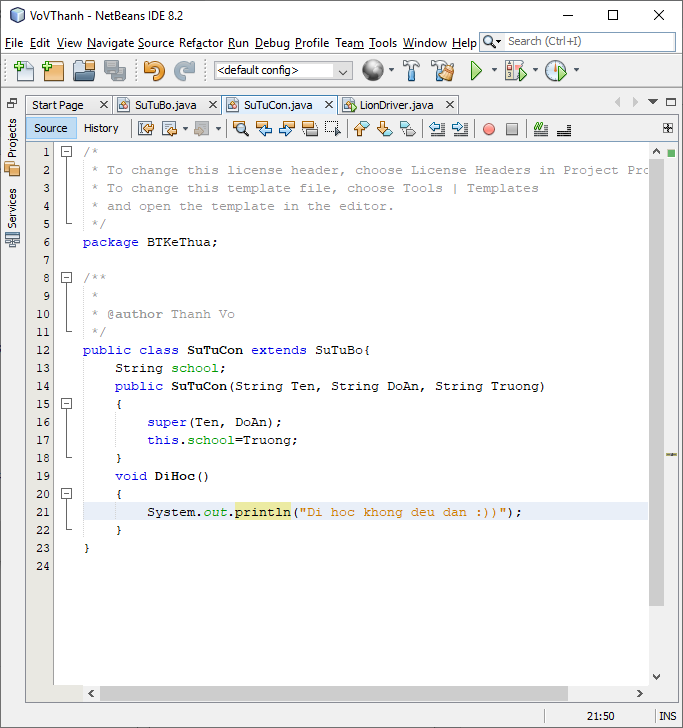 VoVThanh - NetBeans IDE 8.2
File Edit View Navigate Source Refactor Run Debug Profile Team Tools Window Help Search (Ctrl+I)
<default config>
Start Page SuTuBo.java SuTuCon.java LionDriver.java
Projects
Services
Source History
1 /*
2 * To change this license header, choose License Headers in Project Pro
3 * To change this template file, choose Tools | Templates
4 * and open the template in the editor.
5 */
6 package BTKeThua;
7
8 /**
9 *
10 * @author Thanh Vo
11 */
12 public class SuTuCon extends SuTuBo{
13 String school;
14 public SuTuCon(String Ten, String DoAn, String Truong)
15 {
16 super(Ten, DoAn);
17 this.school=Truong;
18 }
19 void DiHoc()
20 {
21 System.out.println("Di hoc khong deu dan :))");
22 }
23 }
24
21:50 INS